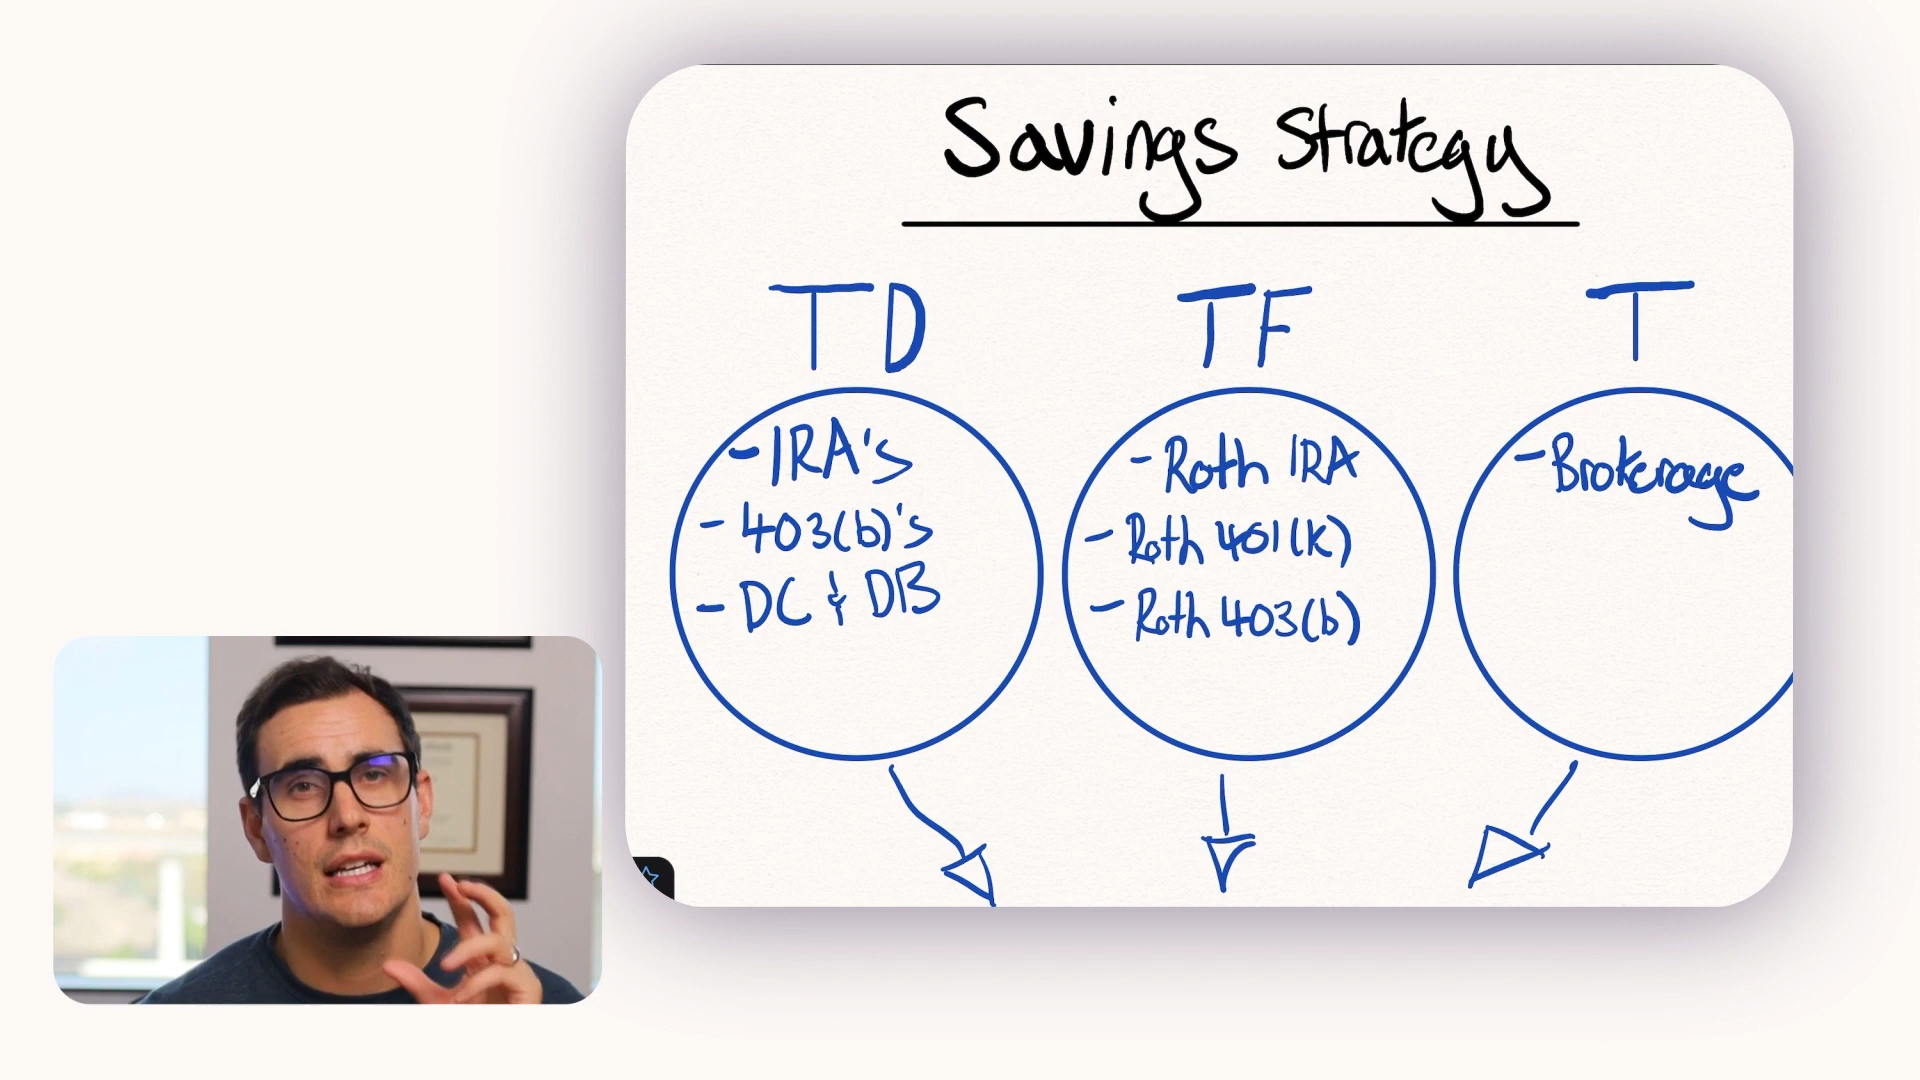 Savings Strategy
TD
TF
T
- IRA's
- 403(b)'s
- DC & DB
- Roth IRA
- Roth 401(k)
- Roth 403(b)
- Brokerage